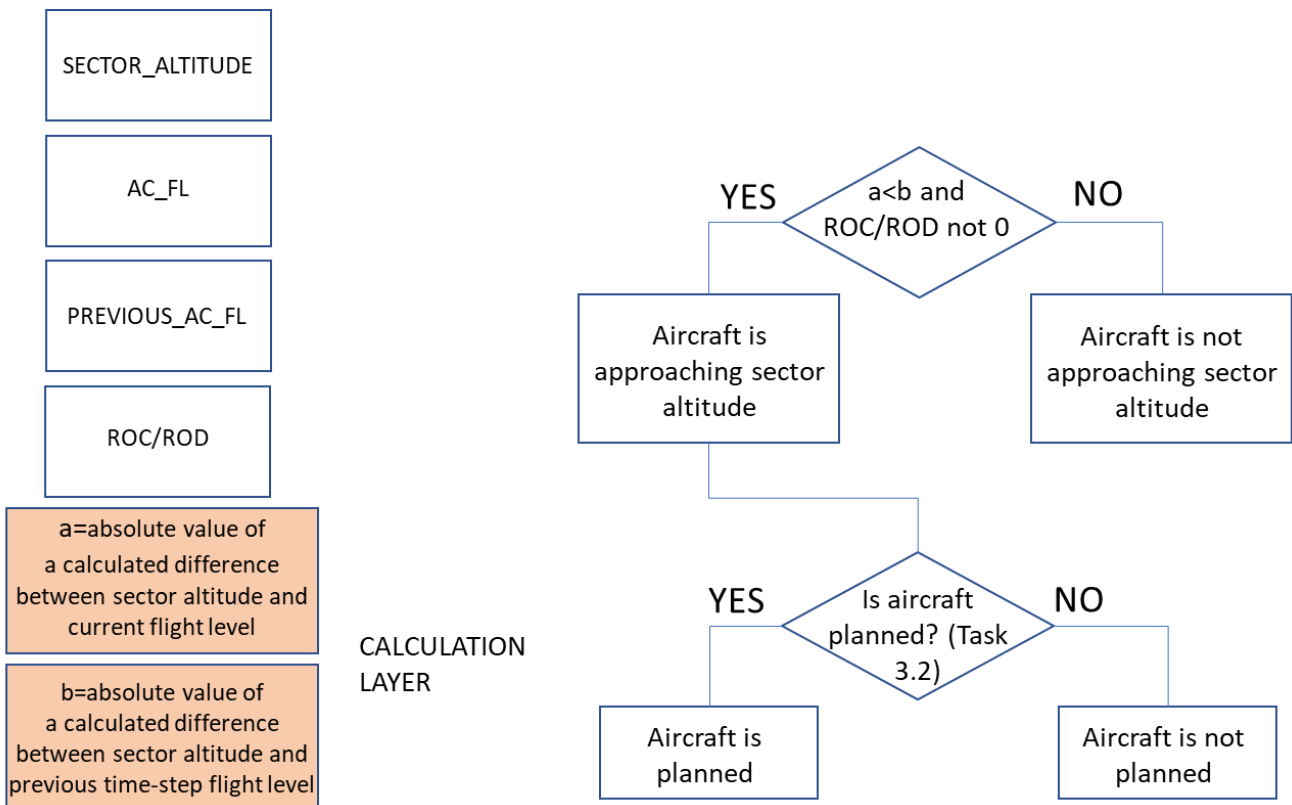 SECTOR_ALTITUDE
AC_FL
PREVIOUS_AC_FL
ROC/ROD
a=absolute value of
a calculated difference
between sector altitude and
current flight level
b=absolute value of
a calculated difference
between sector altitude and
previous time-step flight level
CALCULATION
LAYER
YES
a<b and
ROC/ROD not 0
NO
Aircraft is
approaching sector
altitude
Aircraft is not
approaching sector
altitude
YES
Is aircraft
planned? (Task
3.2)
NO
Aircraft is
planned
Aircraft is not
planned